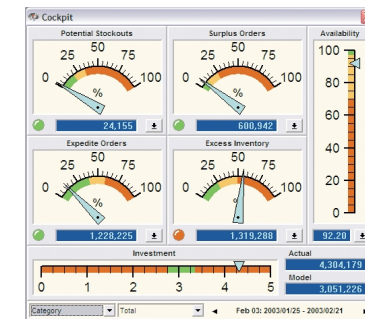 Cockpit
Potential Stockouts
Surplus Orders
Availability
0 25 50 75 100
%
0 25 50 75 100
%
24,155
600,942
Expedite Orders
Excess Inventory
0 25 50 75 100
%
0 25 50 75 100
%
1,228,225
1,319,288
100
80
60
40
20
0
92.20
Investment
0 1 2 3 4 5
Actual
4,304,179
Model
3,051,226
Category
Total
Feb 03: 2003/01/25 - 2003/02/21